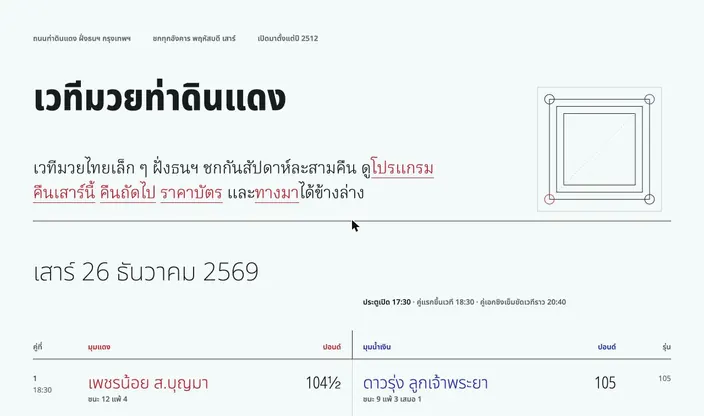 ถนนท่าดินแดง ฝั่งธนฯ กรุงเทพฯ ชกทุกอังคาร พฤหัสบดี เสาร์ เปิดมาตั้งแต่ปี 2512
เวทีมวยท่าดินแดง
เวทีมวยไทยเล็ก ๆ ฝั่งธนฯ ชกกันสัปดาห์ละสามคืน ดูโปรแกรม
คืนเสาร์นี้ คืนถัดไป ราคาบัตร และทางมาได้ข้างล่าง
เสาร์ 26 ธันวาคม 2569
ประตูเปิด 17:30 · คู่แรกขึ้นเวที 18:30 · คู่เอกชิงเข็มขัดเวทีราว 20:40
คู่ที่ มุมแดง ปอนด์ มุมน้ำเงิน ปอนด์ รุ่น
1 เพชรน้อย ส.บุญมา 104½ ดาวรุ่ง ลูกเจ้าพระยา 105 105
18:30 ชนะ 12 แพ้ 4 ชนะ 9 แพ้ 3 เสมอ 1